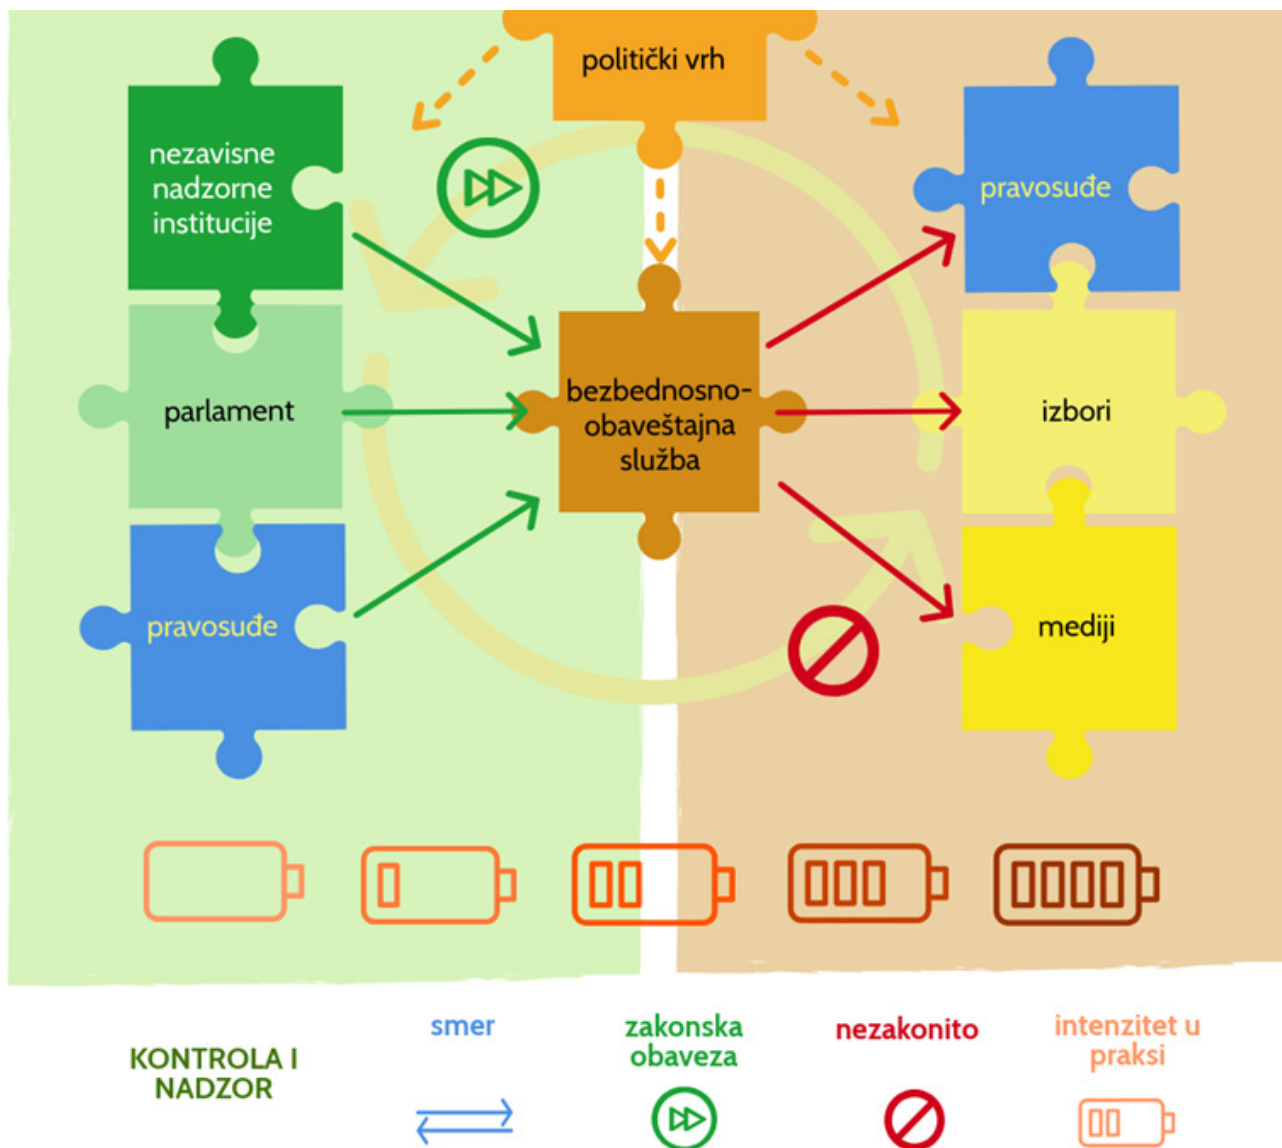 politički vrh
nezavisne
nadzorne
institucije
pravosuđe
parlament
bezbednosno-
obaveštajna
služba
izbori
pravosuđe
mediji
KONTROLA I
NADZOR
smer
zakonska
obaveza
nezakonito
intenzitet u
praksi